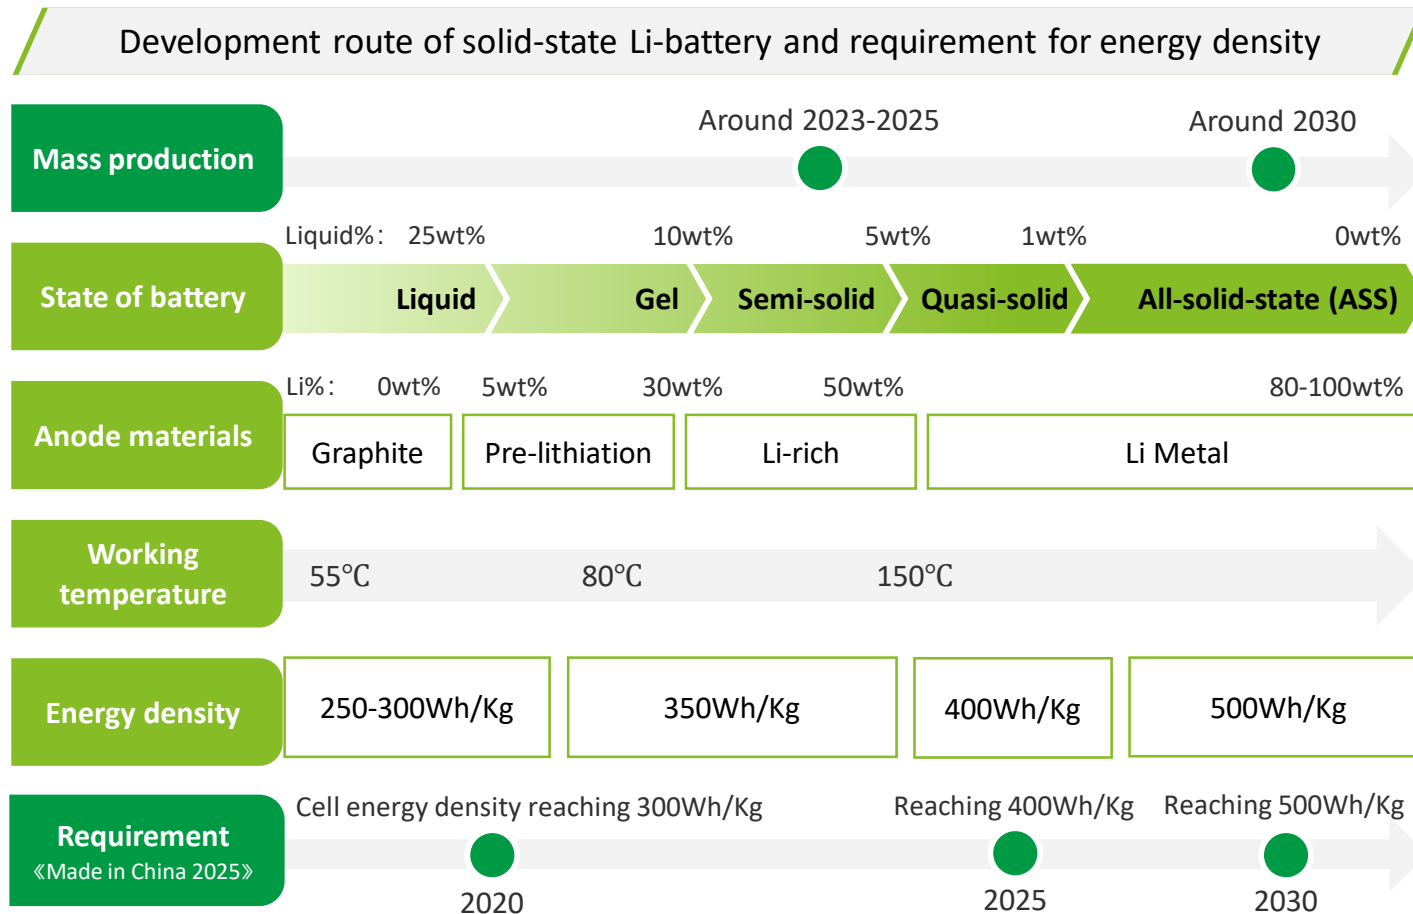 Development route of solid-state Li-battery and requirement for energy density
Mass production
Around 2023-2025
Around 2030
Liquid%: 25wt% 10wt% 5wt% 1wt% 0wt%
State of battery
Liquid
Gel
Semi-solid
Quasi-solid
All-solid-state (ASS)
Li%: 0wt% 5wt% 30wt% 50wt% 80-100wt%
Anode materials
Graphite
Pre-lithiation
Li-rich
Li Metal
Working
temperature
55℃
80℃
150℃
Energy density
250-300Wh/Kg
350Wh/Kg
400Wh/Kg
500Wh/Kg
Requirement
《Made in China 2025》
Cell energy density reaching 300Wh/Kg
2020
Reaching 400Wh/Kg
2025
Reaching 500Wh/Kg
2030